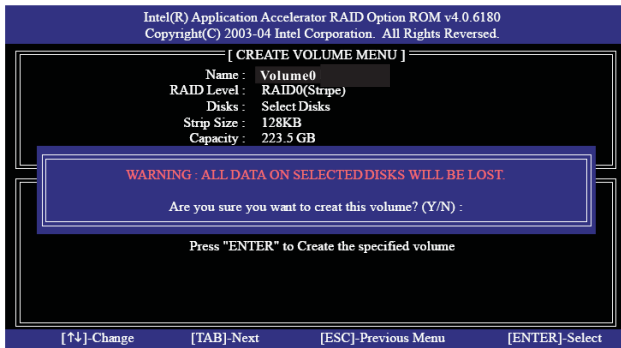 Intel(R) Application Accelerator RAID Option ROM v4.0.6180
Copyright(C) 2003-04 Intel Corporation. All Rights Reversed.
[ CREATE VOLUME MENU ]
Name : Volume0
RAID Level : RAID0(Stripe)
Disks : Select Disks
Strip Size : 128KB
Capacity : 223.5 GB
WARNING : ALL DATA ON SELECTED DISKS WILL BE LOST.
Are you sure you want to creat this volume? (Y/N) :
Press "ENTER" to Create the specified volume
[↑↓]-Change [TAB]-Next [ESC]-Previous Menu [ENTER]-Select